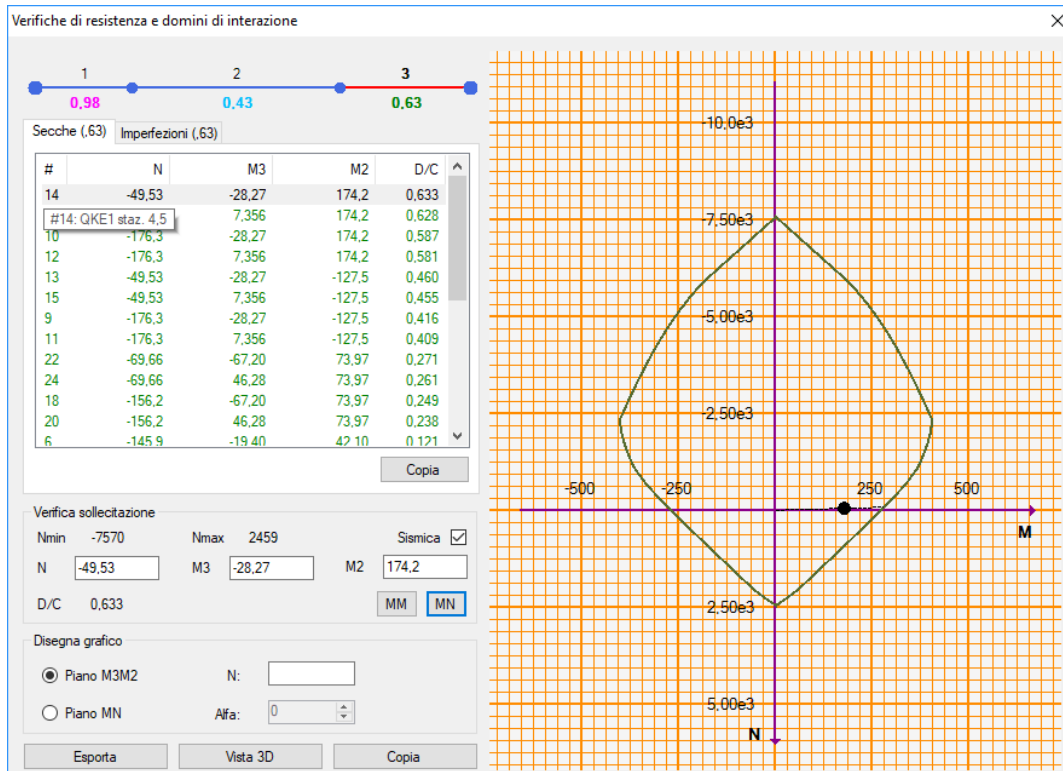 Verifiche di resistenza e domini di interazione
1 2 3
0,98 0,43 0,63
Secche (,63) Imperfezioni (,63)
# N M3 M2 D/C
14 -49,53 -28,27 174,2 0,633
#14: QKE1 staz. 4,5 7,356 174,2 0,628
10 -176,3 -28,27 174,2 0,587
12 -176,3 7,356 174,2 0,581
13 -49,53 -28,27 -127,5 0,460
15 -49,53 7,356 -127,5 0,455
9 -176,3 -28,27 -127,5 0,416
11 -176,3 7,356 -127,5 0,409
22 -69,66 -67,20 73,97 0,271
24 -69,66 46,28 73,97 0,261
18 -156,2 -67,20 73,97 0,249
20 -156,2 46,28 73,97 0,238
6 -145,9 -19,40 42,10 0,121
Copia
Verifica sollecitazione
Nmin -7570 Nmax 2459 Sismica
N -49,53 M3 -28,27 M2 174,2
D/C 0,633 MM MN
Disegna grafico
Piano M3M2 N:
Piano MN Alfa: 0
Esporta Vista 3D Copia
-10,0e3
-7,50e3
-5,00e3
-2,50e3
-500 -250 250 500
M
2,50e3
5,00e3
N